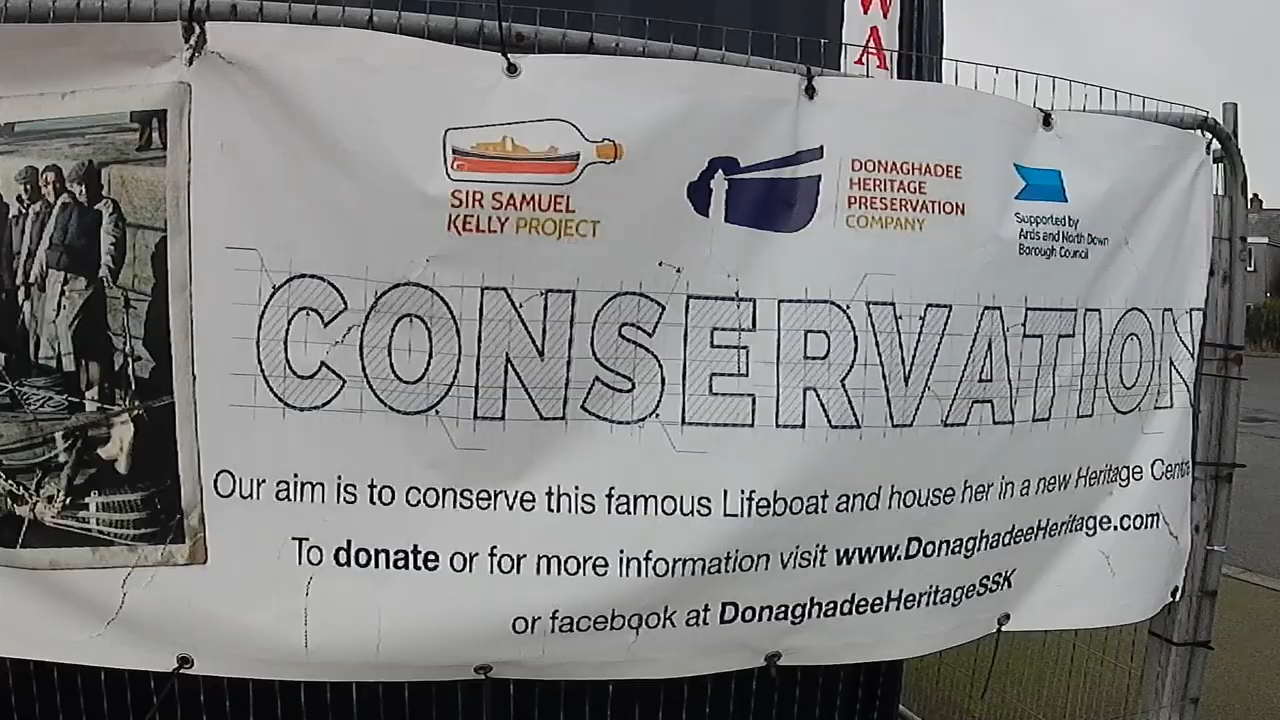 WA
SIR SAMUEL
KELLY PROJECT
DONAGHADEE
HERITAGE
PRESERVATION
COMPANY
Supported by
Ards and North Down
Borough Council
CONSERVATION
Our aim is to conserve this famous Lifeboat and house her in a new Heritage Centre
To donate or for more information visit www.DonaghadeeHeritage.com
or facebook at DonaghadeeHeritageSSK